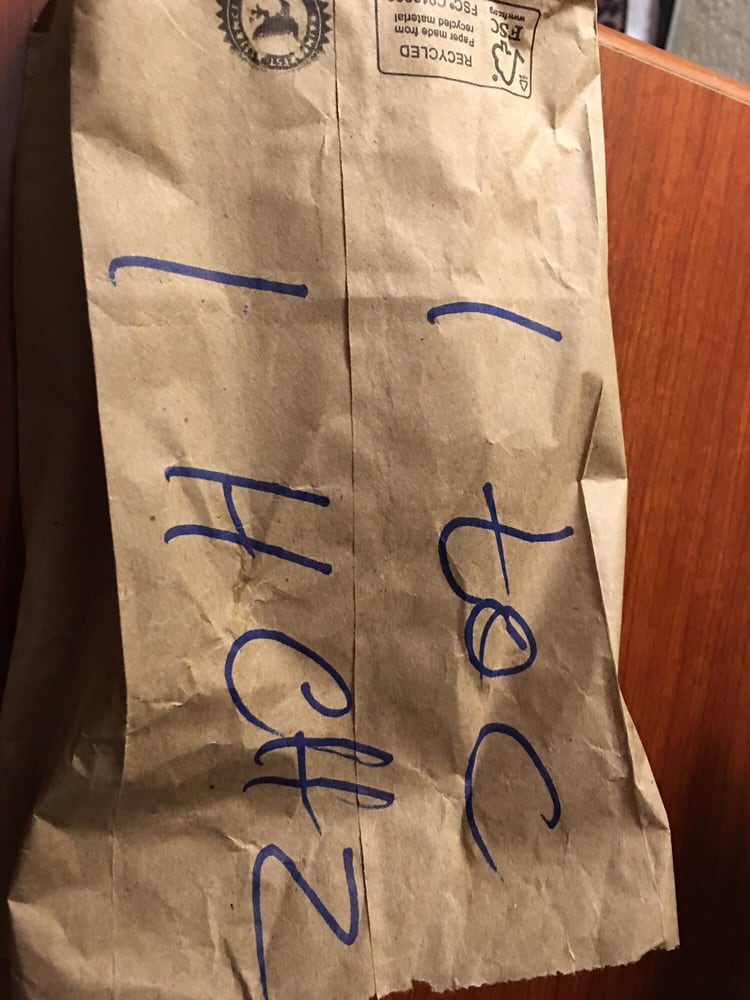 1 toC
1 HCHZ
RECYCLED
Paper made from
recycled material
FSC